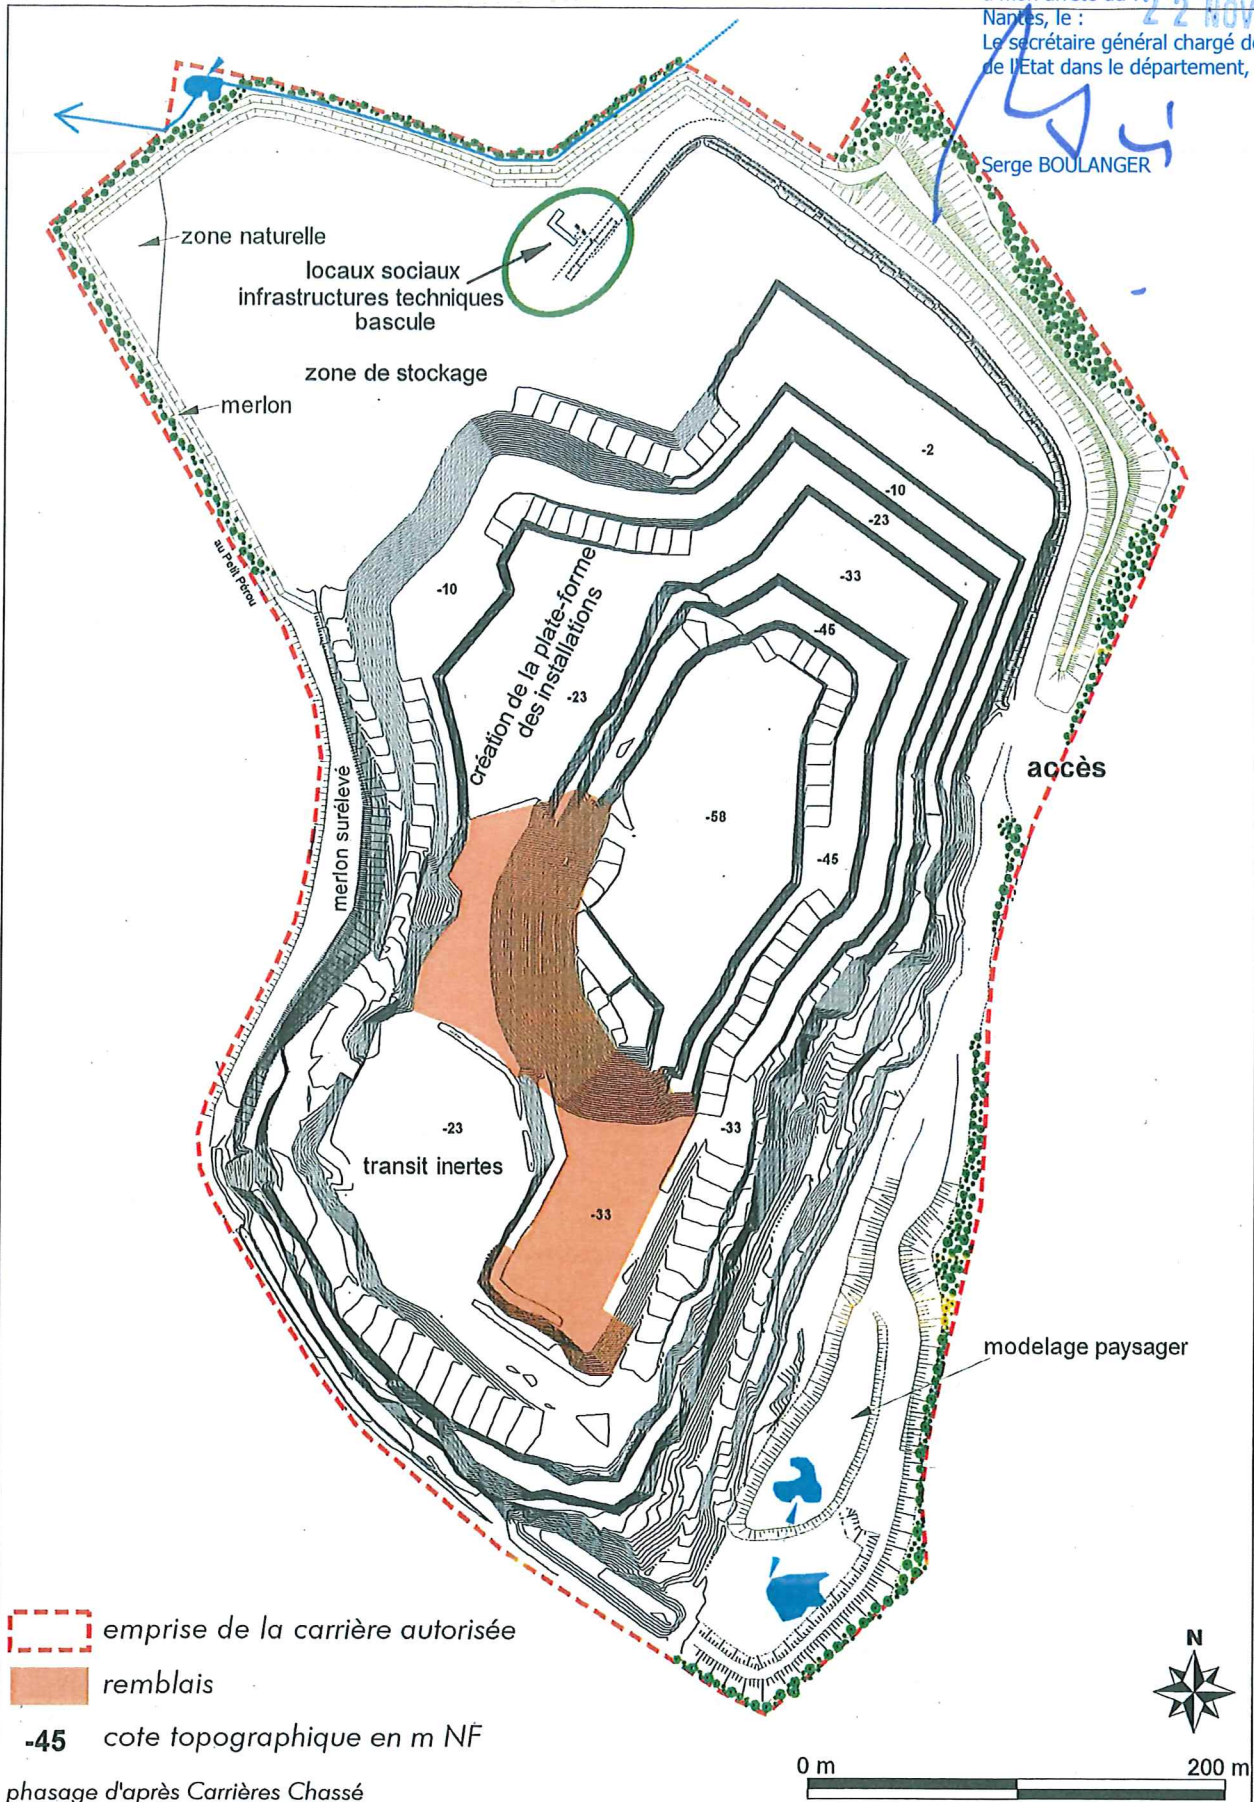 Nantes, le : 22 NOV
Le secrétaire général chargé de
de l'Etat dans le département,
Serge BOULANGER
zone naturelle
locaux sociaux
infrastructures techniques
bascule
zone de stockage
merlon
-2
-10
-23
-33
-45
au Petit Pérou
-10
création de la plate-forme
des installations
-23
accès
merlon surélevé
-58
-45
-23
transit inertes
-33
-33
modelage paysager
emprise de la carrière autorisée
remblais
-45 cote topographique en m NF
phasage d'après Carrières Chassé
N
0 m 200 m